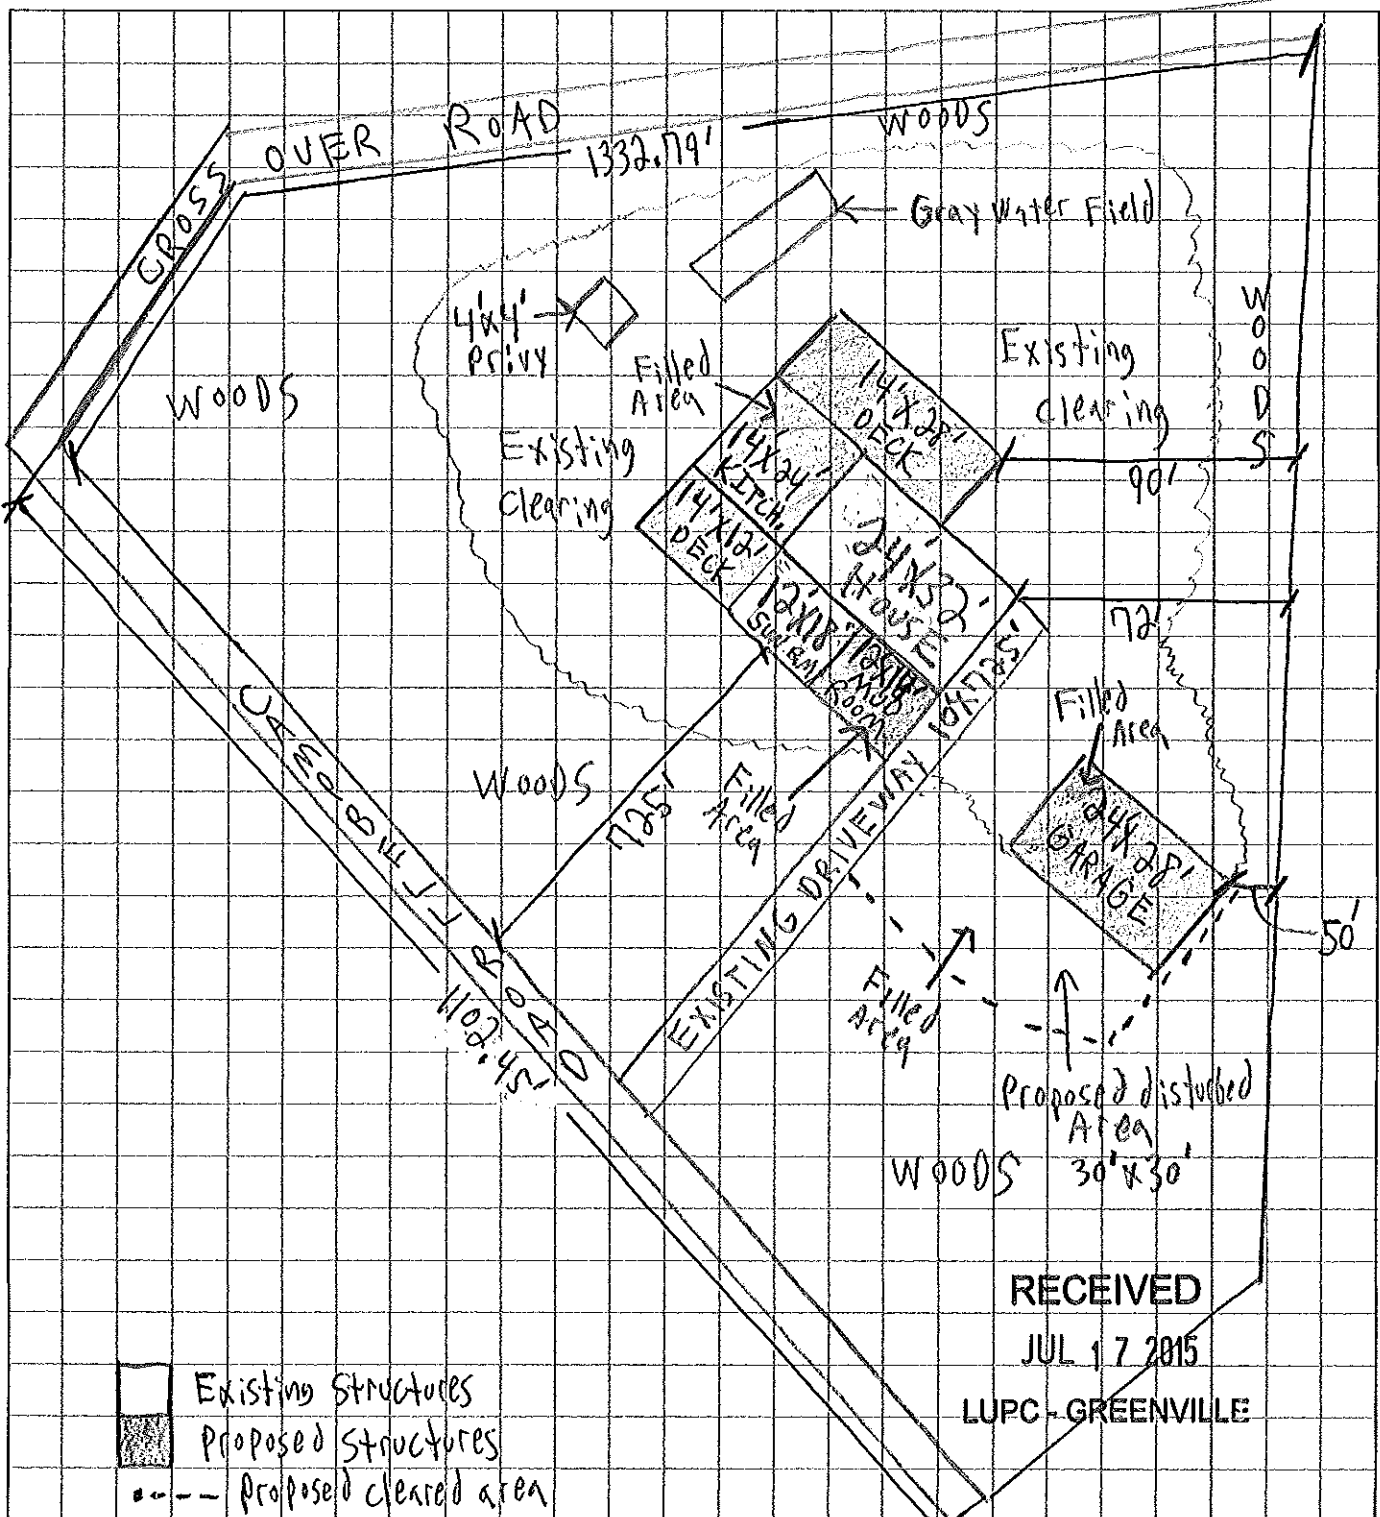 CROSS OVER ROAD
1332.79'
WOODS
Gray Water Field
4'x4'
Privy
WOODS
Filled
Area
Existing
Clearing
14'X28'
DECK
WOODS
Existing
Clearing
90'
14'X24'
KITCH.
14'X12'
DECK
24'X32'
HOUSE
12'X18'
SUNRM
12'X14'
MUD
ROOM
72'
Filled
Area
WOODS
725'
Filled
Area
EXISTING DRIVEWAY 16'X785'
24'X28'
GARAGE
50'
CAMPBELL ROAD
1102.45'
Filled
Area
Proposed disturbed
Area
30'x30'
WOODS
RECEIVED
JUL 17 2015
LUPC - GREENVILLE
Existing Structures
Proposed Structures
Proposed cleared area